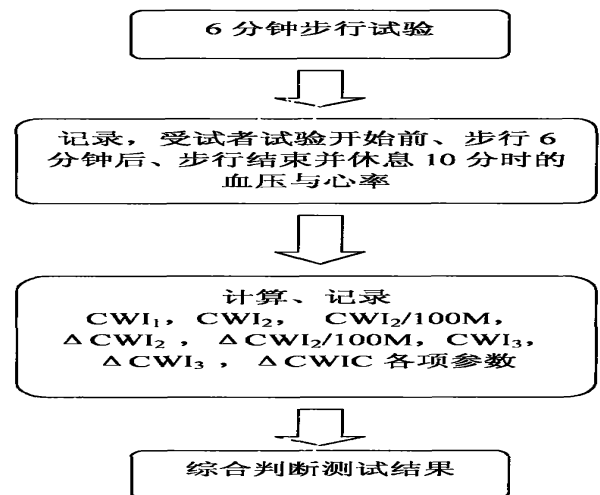 6 分钟步行试验
记录，受试者试验开始前、步行 6
分钟后、步行结束并休息 10 分时的
血压与心率
计算、记录
CWI₁， CWI₂， CWI₂/100M，
ΔCWI₂ ， ΔCWI₂/100M， CWI₃，
ΔCWI₃ ， ΔCWIC 各项参数
综合判断测试结果